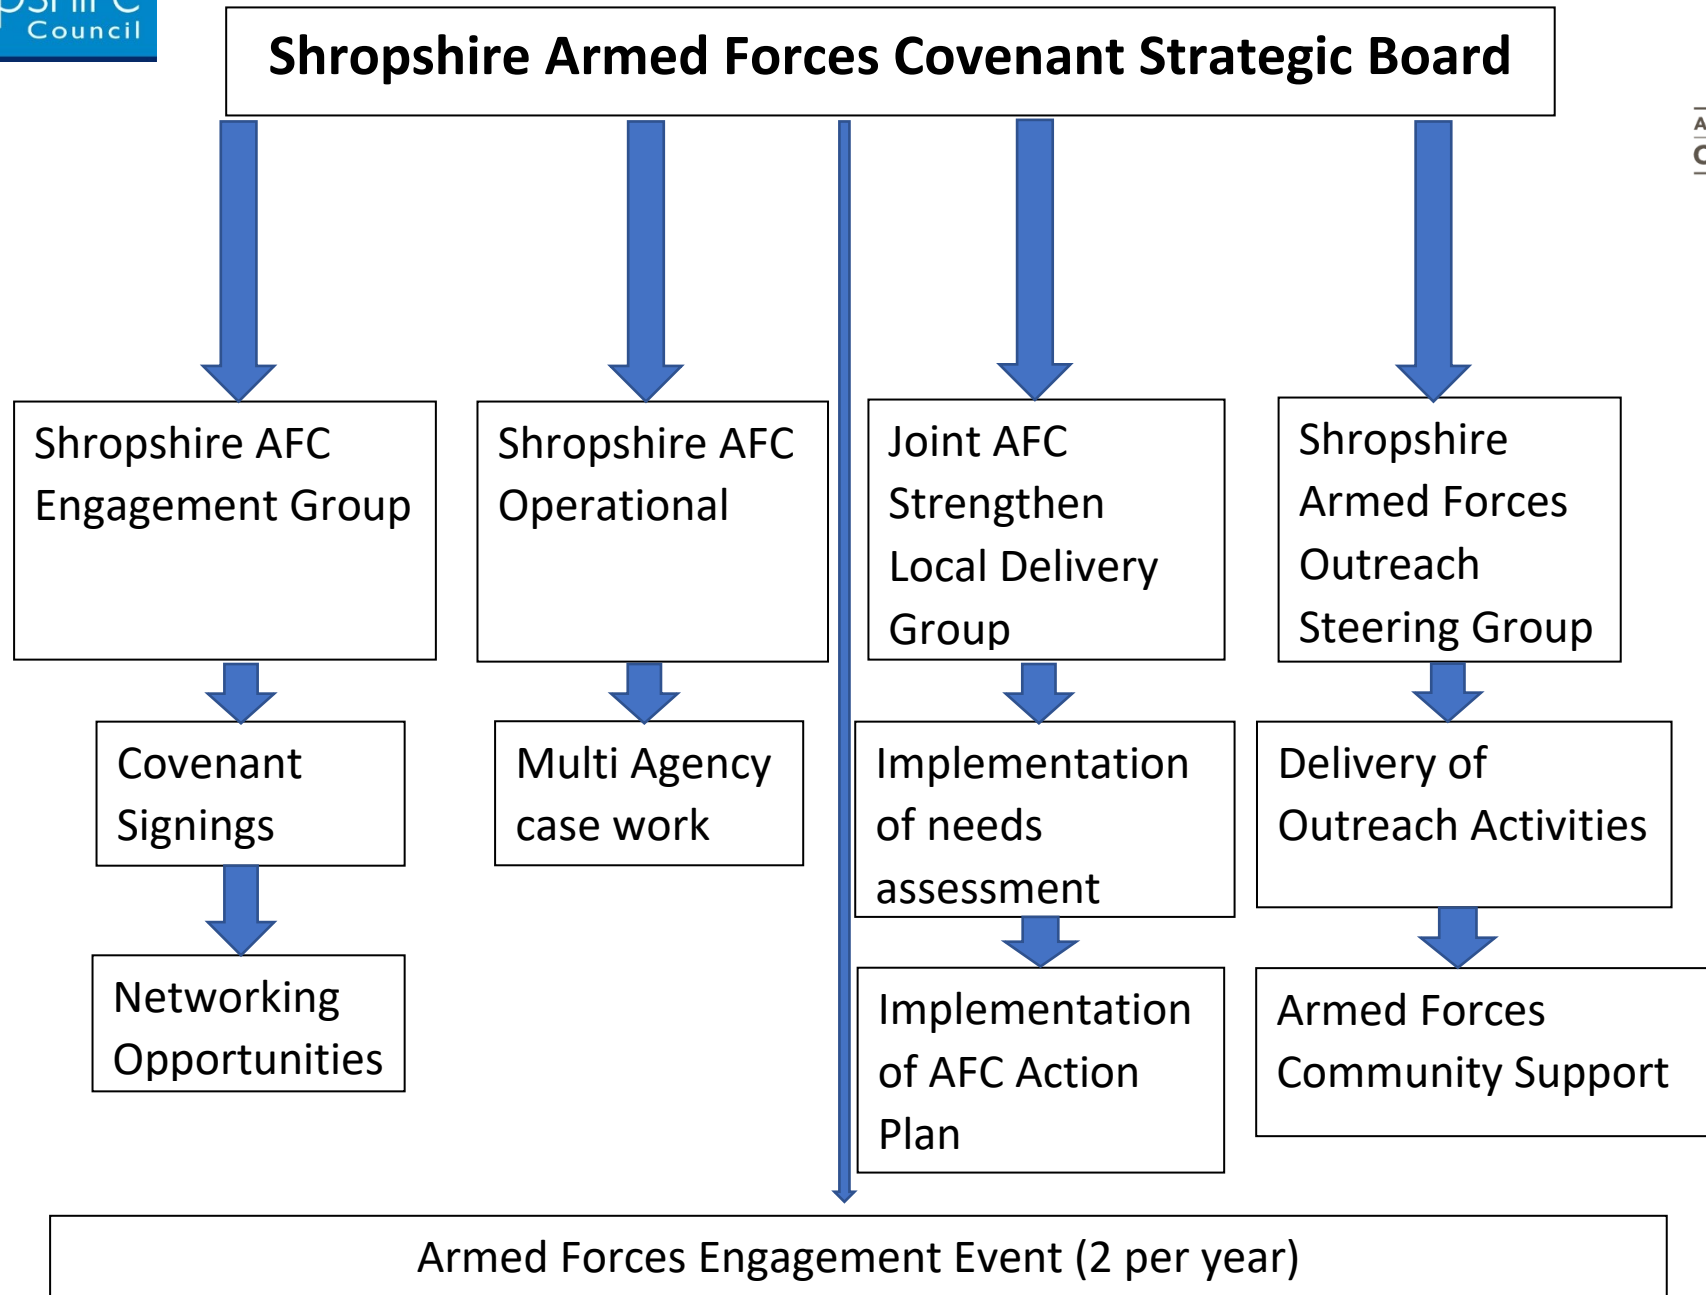 Council
Shropshire Armed Forces Covenant Strategic Board
Shropshire AFC
Engagement Group
Shropshire AFC
Operational
Joint AFC
Strengthen
Local Delivery
Group
Shropshire
Armed Forces
Outreach
Steering Group
Covenant
Signings
Multi Agency
case work
Implementation
of needs
assessment
Delivery of
Outreach Activities
Networking
Opportunities
Implementation
of AFC Action
Plan
Armed Forces
Community Support
Armed Forces Engagement Event (2 per year)